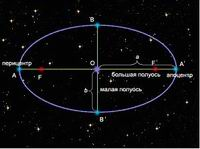 B
a
перицентр
O
F'
A'
A
F
большая полуось
апоцентр
b
малая полуось
B'